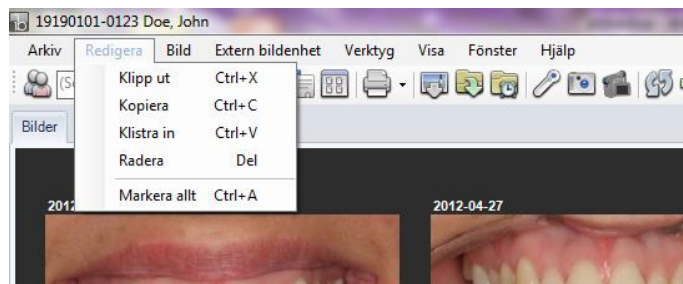 19190101-0123 Doe, John
Arkiv Redigera Bild Extern bildenhet Verktyg Visa Fönster Hjälp
Klipp ut Ctrl+X
Kopiera Ctrl+C
Bilder
Klistra in Ctrl+V
Radera Del
Markera allt Ctrl+A
2012-04-27